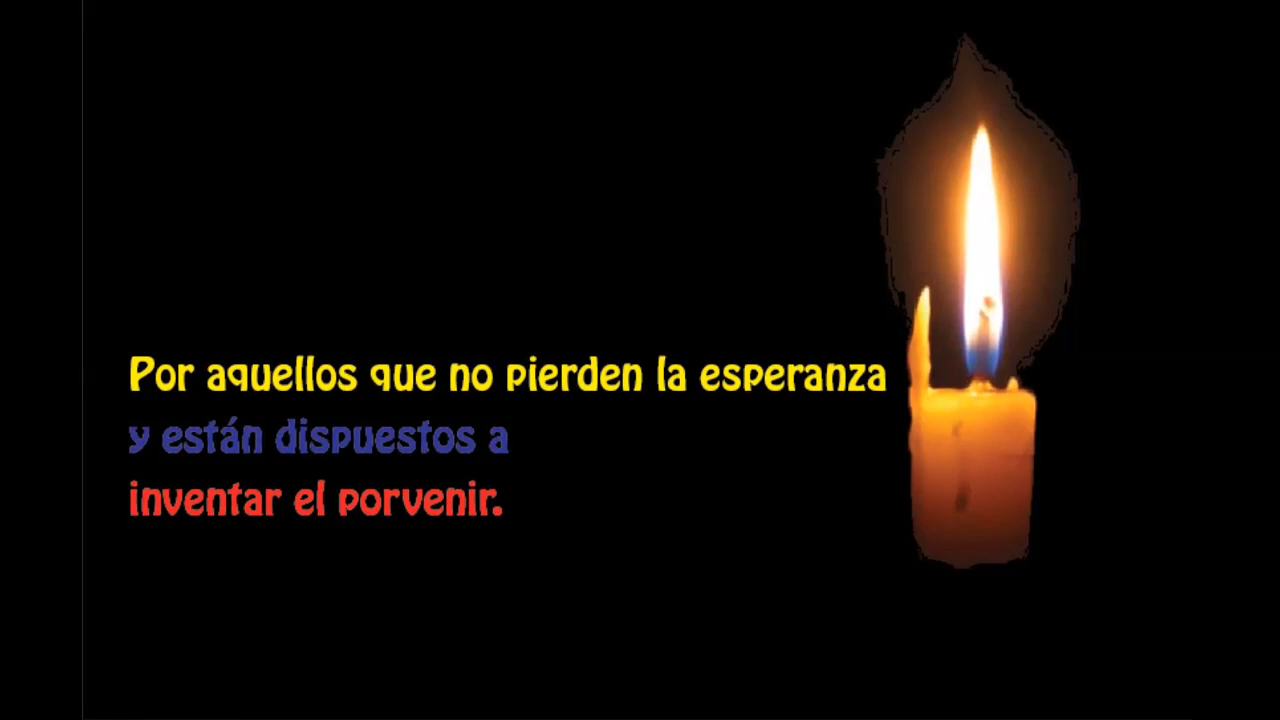 Por aquellos que no pierden la esperanza
y están dispuestos a
inventar el porvenir.